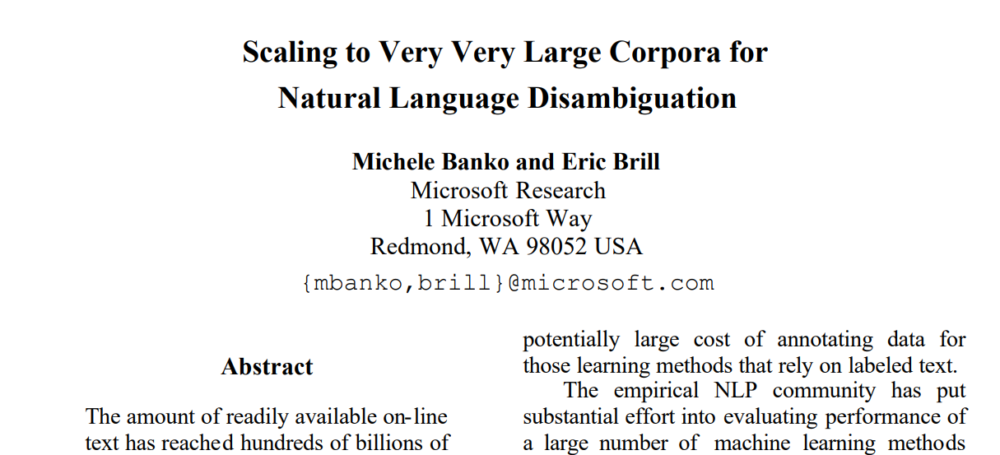 Scaling to Very Very Large Corpora for
Natural Language Disambiguation
Michele Banko and Eric Brill
Microsoft Research
1 Microsoft Way
Redmond, WA 98052 USA
{mbanko,brill}@microsoft.com
Abstract
The amount of readily available on-line
text has reached hundreds of billions of
potentially large cost of annotating data for
those learning methods that rely on labeled text.
The empirical NLP community has put
substantial effort into evaluating performance of
a large number of machine learning methods